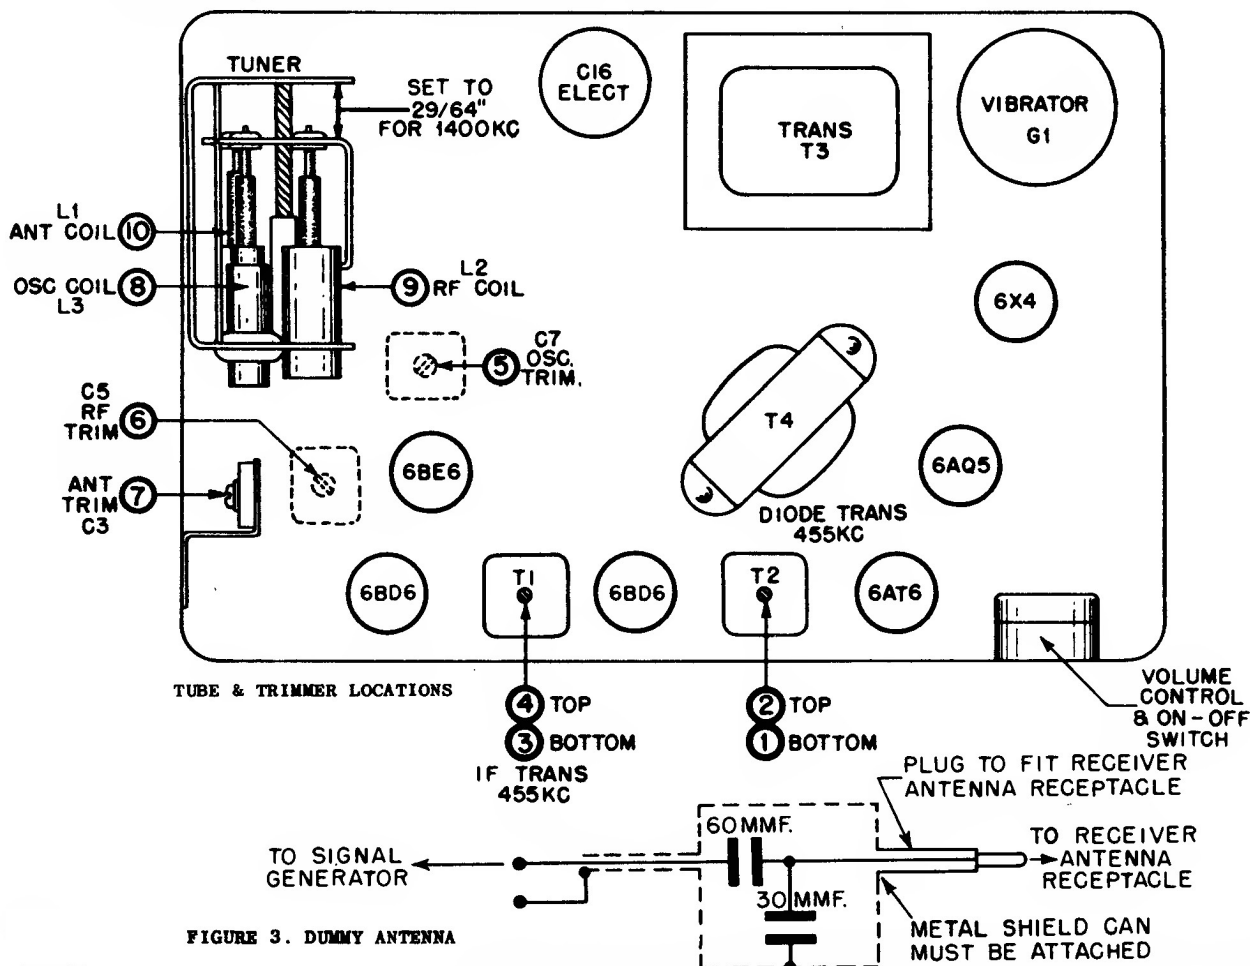 TUNER
SET TO
29/64"
FOR 1400KC
C16
ELECT
TRANS
T3
VIBRATOR
G1
L1
ANT COIL 10
OSC COIL 8
L3
L2
9 RF COIL
6X4
C7
5 OSC.
TRIM.
C5
RF
TRIM 6
ANT
TRIM 7
C3
6BE6
T4
6AQ5
DIODE TRANS
455KC
6BD6
T1
6BD6
T2
6AT6
TUBE & TRIMMER LOCATIONS
4 TOP
3 BOTTOM
IF TRANS
455KC
2 TOP
1 BOTTOM
VOLUME
CONTROL
& ON-OFF
SWITCH
PLUG TO FIT RECEIVER
ANTENNA RECEPTACLE
60MMF.
TO SIGNAL
GENERATOR
TO RECEIVER
ANTENNA
RECEPTACLE
30MMF.
METAL SHIELD CAN
MUST BE ATTACHED
FIGURE 3. DUMMY ANTENNA